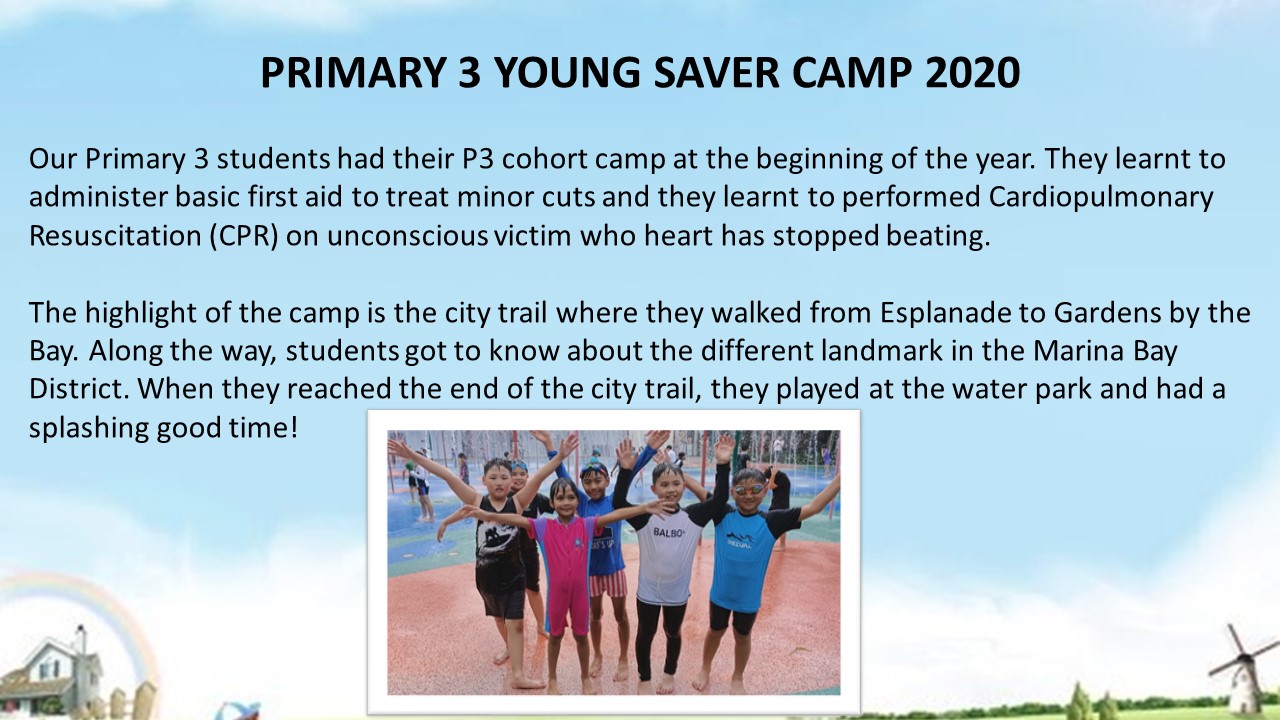 PRIMARY 3 YOUNG SAVER CAMP 2020
Our Primary 3 students had their P3 cohort camp at the beginning of the year. They learnt to
administer basic first aid to treat minor cuts and they learnt to performed Cardiopulmonary
Resuscitation (CPR) on unconscious victim who heart has stopped beating.
The highlight of the camp is the city trail where they walked from Esplanade to Gardens by the
Bay. Along the way, students got to know about the different landmark in the Marina Bay
District. When they reached the end of the city trail, they played at the water park and had a
splashing good time!
BALBO